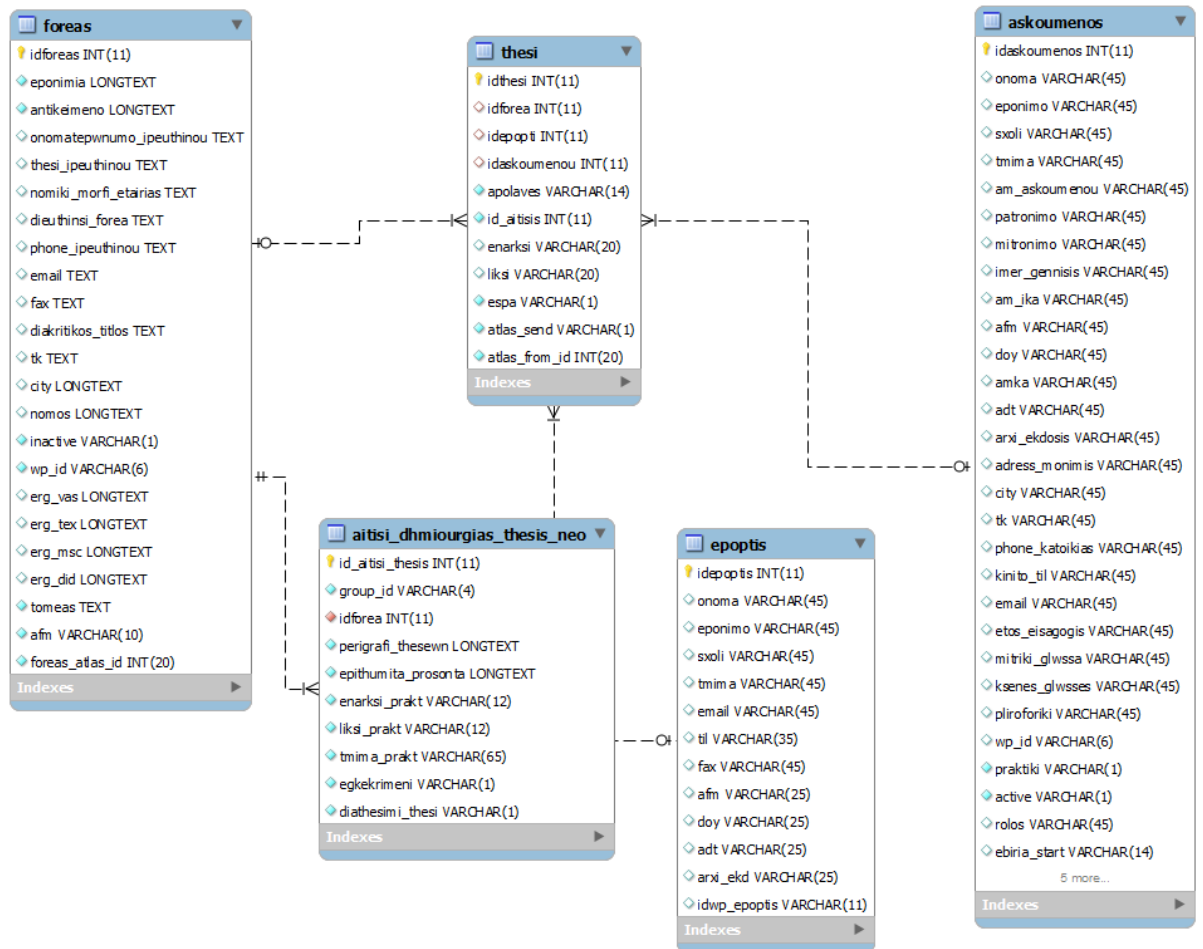 foreas
idforeas INT(11)
eponimia LONGTEXT
antikeimeno LONGTEXT
onomatepwnumo_ipeuthinou TEXT
thesi_ipeuthinou TEXT
nomiki_morfi_etairias TEXT
dieuthinsi_forea TEXT
phone_ipeuthinou TEXT
email TEXT
fax TEXT
diakritikos_titlos TEXT
tk TEXT
city LONGTEXT
nomos LONGTEXT
inactive VARCHAR(1)
wp_id VARCHAR(6)
erg_vas LONGTEXT
erg_tex LONGTEXT
erg_msc LONGTEXT
erg_did LONGTEXT
tomeas TEXT
afm VARCHAR(10)
foreas_atlas_id INT(20)
Indexes
thesi
idthesi INT(11)
idforea INT(11)
idepopti INT(11)
idaskoumenou INT(11)
apolaves VARCHAR(14)
id_aitisis INT(11)
enarksi VARCHAR(20)
liksi VARCHAR(20)
espa VARCHAR(1)
atlas_send VARCHAR(1)
atlas_from_id INT(20)
Indexes
aitisi_dhmiourgias_thesis_neo
id_aitisi_thesis INT(11)
group_id VARCHAR(4)
idforea INT(11)
perigrafi_thesewn LONGTEXT
epithumita_prosonta LONGTEXT
enarksi_prakt VARCHAR(12)
liksi_prakt VARCHAR(12)
tmima_prakt VARCHAR(65)
egkekrimeni VARCHAR(1)
diathesimi_thesi VARCHAR(1)
Indexes
epoptis
idepoptis INT(11)
onoma VARCHAR(45)
eponimo VARCHAR(45)
sxoli VARCHAR(45)
tmima VARCHAR(45)
email VARCHAR(45)
til VARCHAR(35)
fax VARCHAR(45)
afm VARCHAR(25)
doy VARCHAR(25)
adt VARCHAR(25)
arxi_ekd VARCHAR(25)
idwp_epoptis VARCHAR(11)
Indexes
askoumenos
idaskoumenos INT(11)
onoma VARCHAR(45)
eponimo VARCHAR(45)
sxoli VARCHAR(45)
tmima VARCHAR(45)
am_askoumenou VARCHAR(45)
patronimo VARCHAR(45)
mitronimo VARCHAR(45)
imer_gennisis VARCHAR(45)
am_ika VARCHAR(45)
afm VARCHAR(45)
doy VARCHAR(45)
amka VARCHAR(45)
adt VARCHAR(45)
arxi_ekdosis VARCHAR(45)
adress_monimis VARCHAR(45)
city VARCHAR(45)
tk VARCHAR(45)
phone_katoikias VARCHAR(45)
kinito_til VARCHAR(45)
email VARCHAR(45)
etos_eisagogis VARCHAR(45)
mitriki_glwssa VARCHAR(45)
ksenes_glwsses VARCHAR(45)
pliroforiki VARCHAR(45)
wp_id VARCHAR(6)
praktiki VARCHAR(1)
active VARCHAR(1)
rolos VARCHAR(45)
ebiria_start VARCHAR(14)
5 more...
Indexes